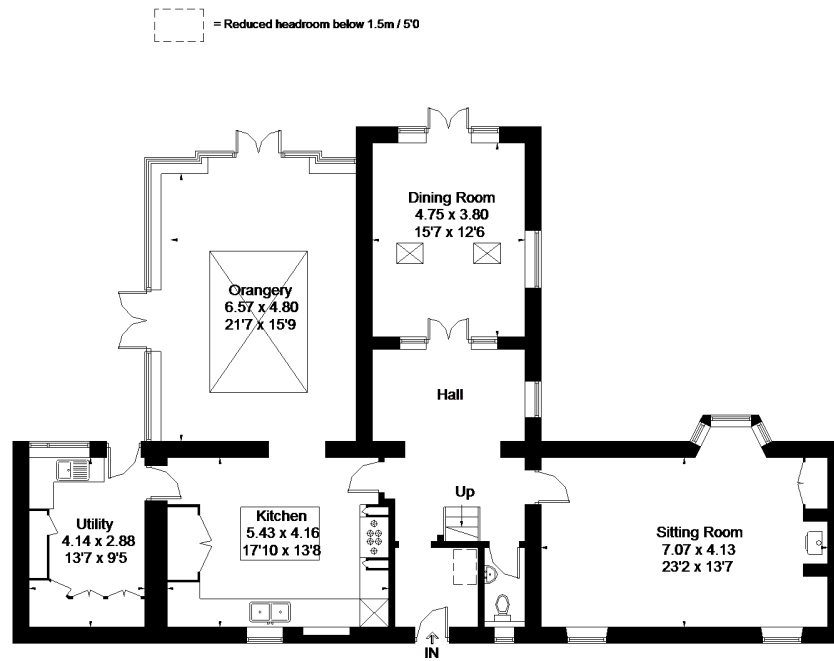 = Reduced headroom below 1.5m / 5'0
Dining Room
4.75 x 3.80
15'7 x 12'6
Orangery
6.57 x 4.80
21'7 x 15'9
Hall
Up
Utility
4.14 x 2.88
13'7 x 9'5
Kitchen
5.43 x 4.16
17'10 x 13'8
Sitting Room
7.07 x 4.13
23'2 x 13'7
IN